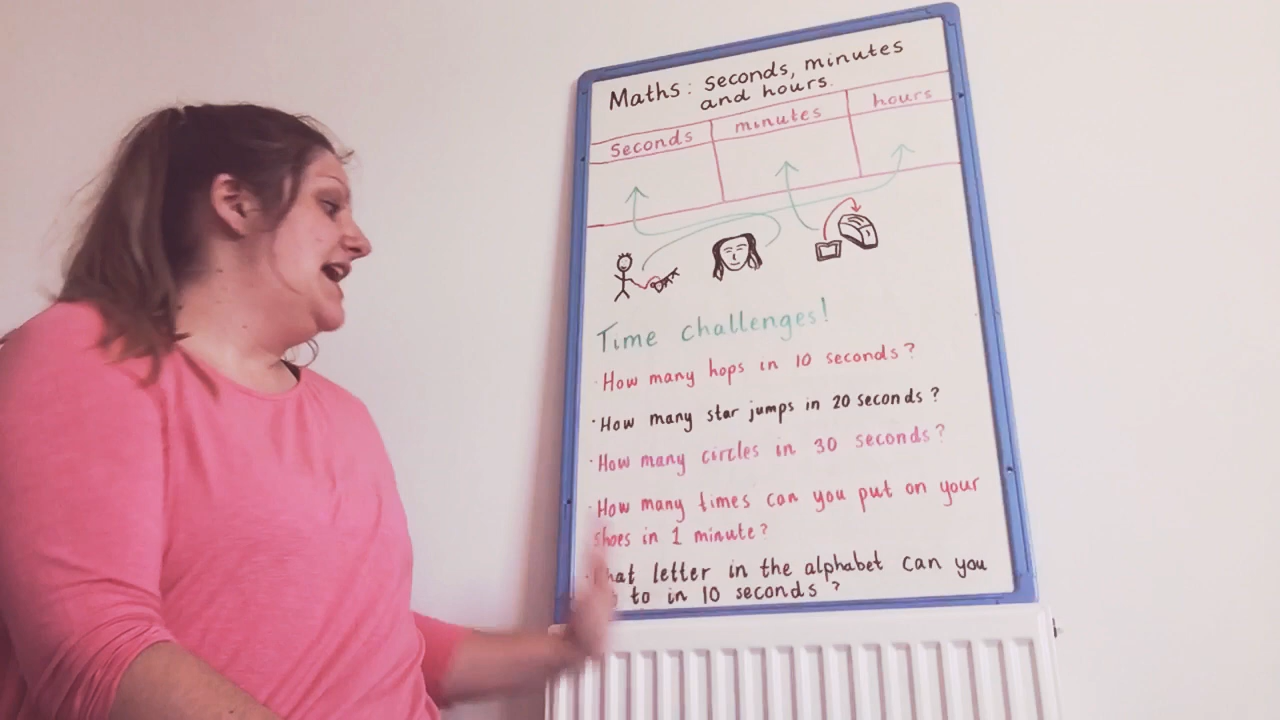 Maths: seconds, minutes
and hours.
seconds minutes hours
Time challenges!
· How many hops in 10 seconds?
· How many star jumps in 20 seconds?
· How many circles in 30 seconds?
· How many times can you put on your
shoes in 1 minute?
letter in the alphabet can you
to in 10 seconds?